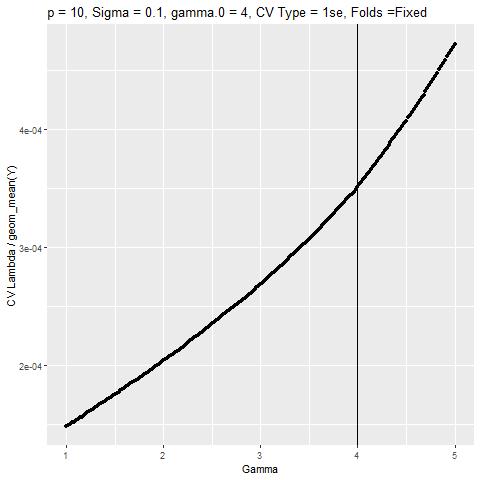 p = 10, Sigma = 0.1, gamma.0 = 4, CV Type = 1se, Folds =Fixed
CV Lambda / geom_mean(Y)
4e-04
3e-04
2e-04
1 2 3 4 5
Gamma